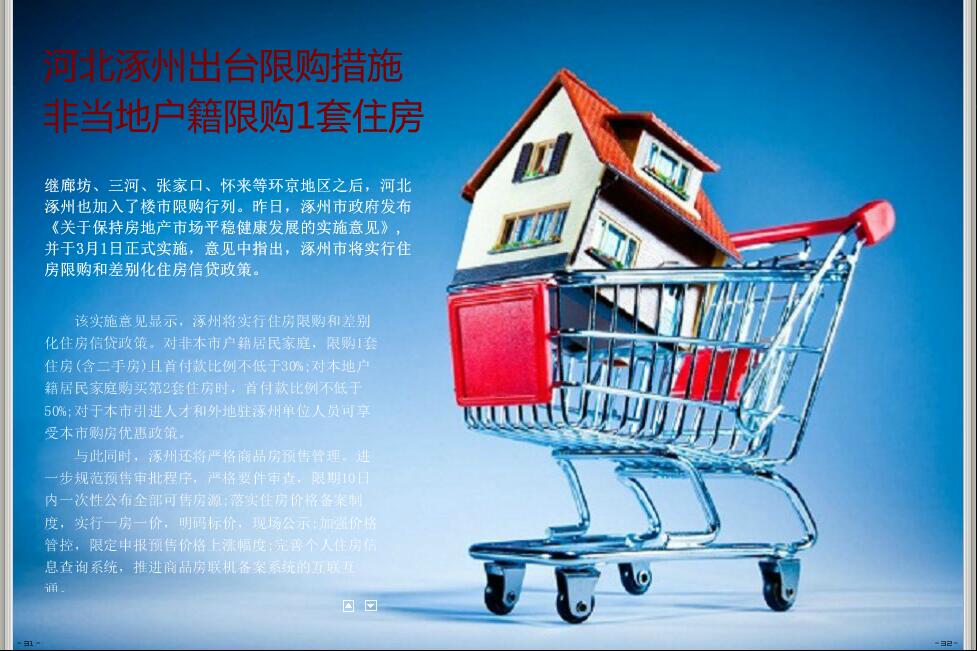 河北涿州出台限购措施
非当地户籍限购1套住房
继廊坊、三河、张家口、怀来等环京地区之后，河北
涿州也加入了楼市限购行列。昨日，涿州市政府发布
《关于保持房地产市场平稳健康发展的实施意见》，
并于3月1日正式实施，意见中指出，涿州市将实行住
房限购和差别化住房信贷政策。
该实施意见显示，涿州将实行住房限购和差别
化住房信贷政策。对非本市户籍居民家庭，限购1套
住房(含二手房)且首付款比例不低于30%;对本地户
籍居民家庭购买第2套住房时，首付款比例不低于
50%;对于本市引进人才和外地驻涿州单位人员可享
受本市购房优惠政策。
与此同时，涿州还将严格商品房预售管理。进
一步规范预售审批程序，严格要件审查，限期10日
内一次性公布全部可售房源;落实住房价格备案制
度，实行一房一价，明码标价，现场公示;加强价格
管控，限定申报预售价格上涨幅度;完善个人住房信
息查询系统，推进商品房联机备案系统的互联互
通。
- 31 -
- 32 -